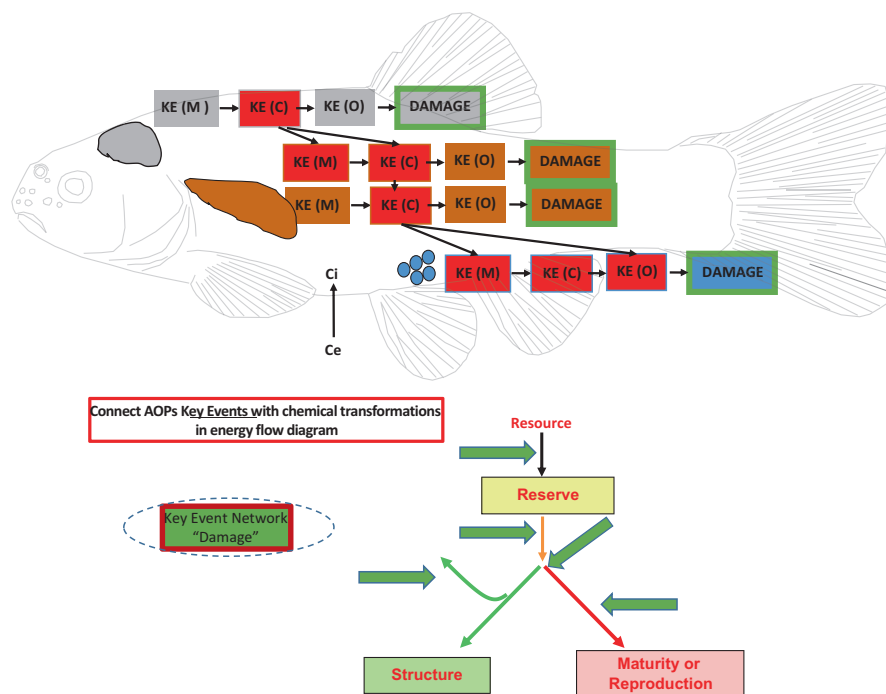 KE (M ) KE (C) KE (O) DAMAGE
KE (M) KE (C) KE (O) DAMAGE
KE (M) KE (C) KE (O) DAMAGE
KE (M) KE (C) KE (O) DAMAGE
Ci
Ce
Connect AOPs Key Events with chemical transformations
in energy flow diagram
Resource
Reserve
Key Event Network
“Damage”
Structure
Maturity or
Reproduction